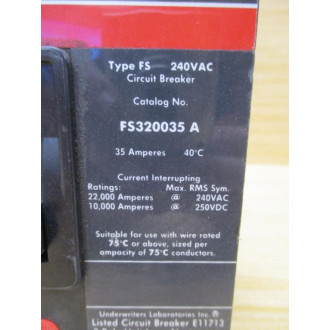 Type FS 240VAC
Circuit Breaker
Catalog No.
FS320035 A
35 Amperes 40°C
Current Interrupting
Ratings: Max. RMS Sym.
22,000 Amperes @ 240VAC
10,000 Amperes @ 250VDC
Suitable for use with wire rated
75°C or above, sized per
ampacity of 75°C conductors.
Underwriters Laboratories Inc.®
Listed Circuit Breaker E11713